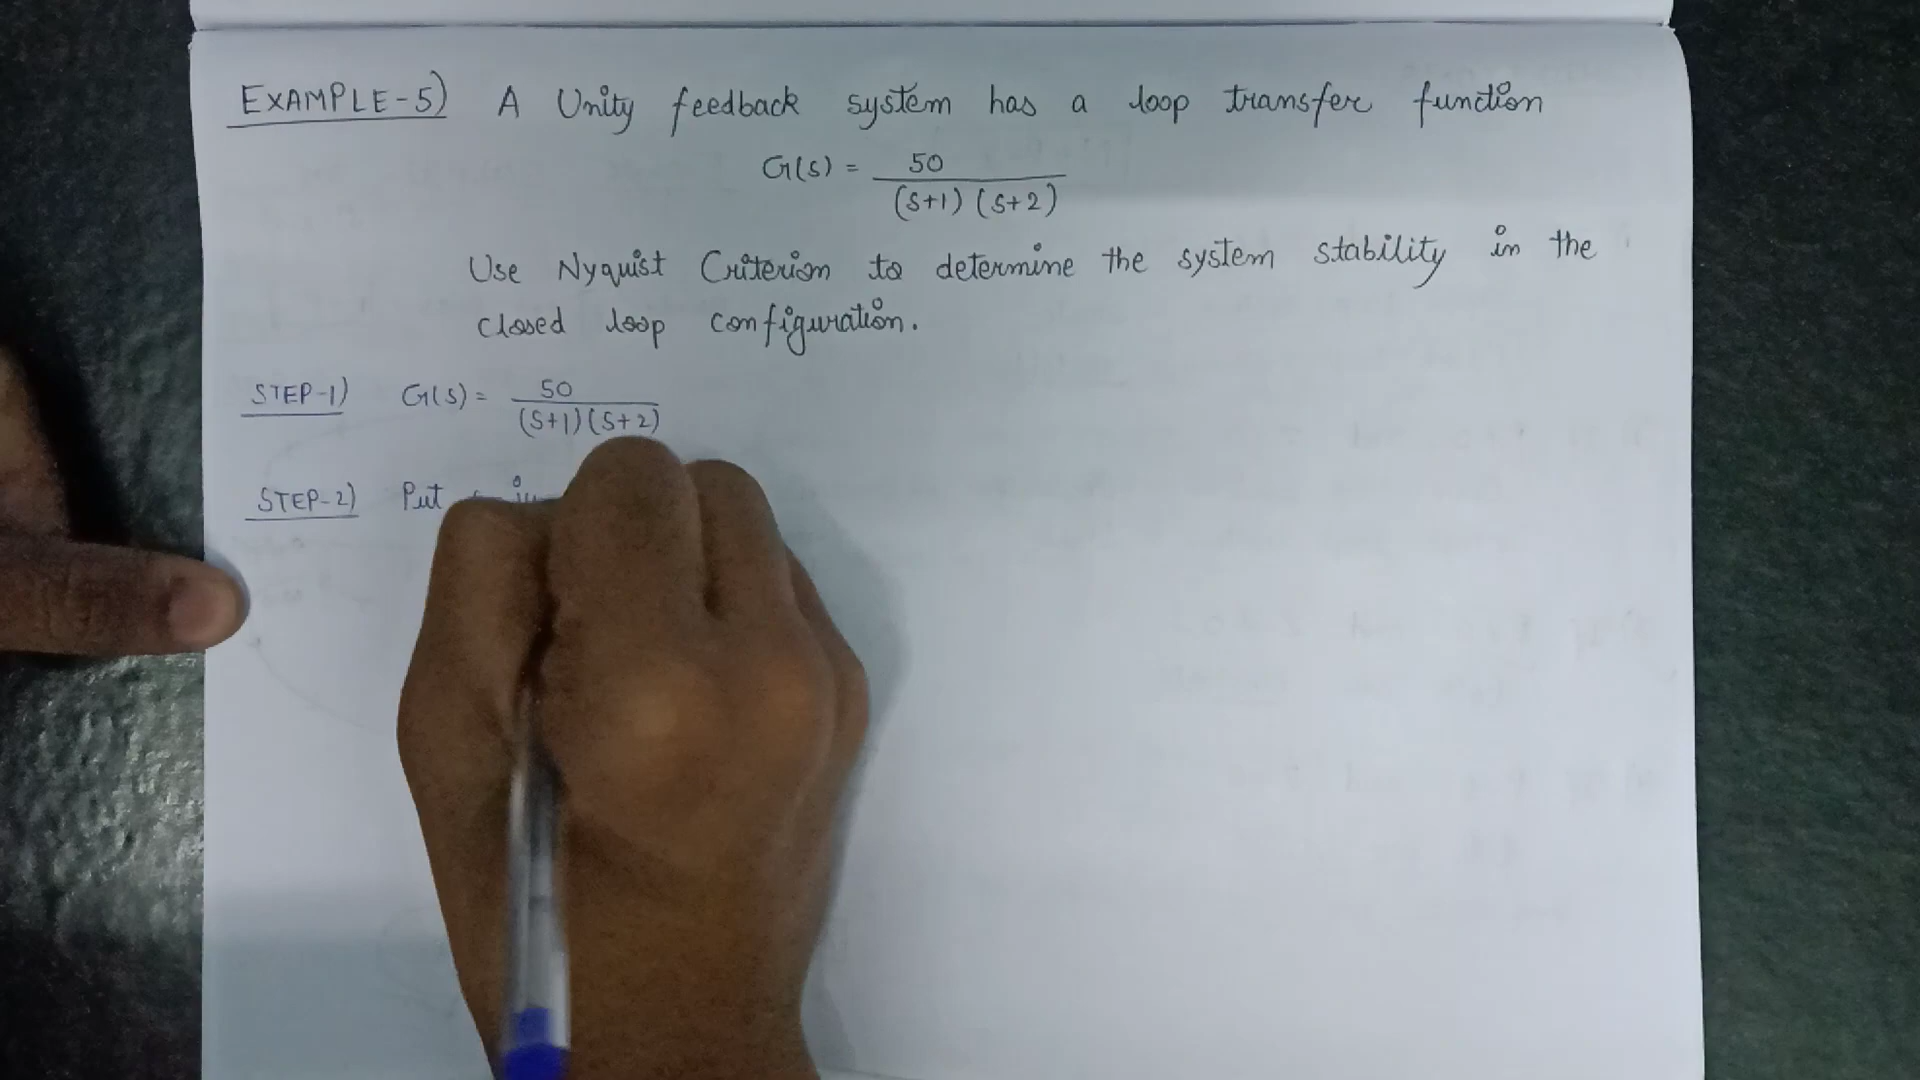 EXAMPLE-5) A Unity feedback system has a loop transfer function
G(s) = 50
(s+1) (s+2)
Use Nyquist Criterion to determine the system stability in the
closed loop configuration.
STEP-1) G(s) = 50
(s+1)(s+2)
STEP-2) Put